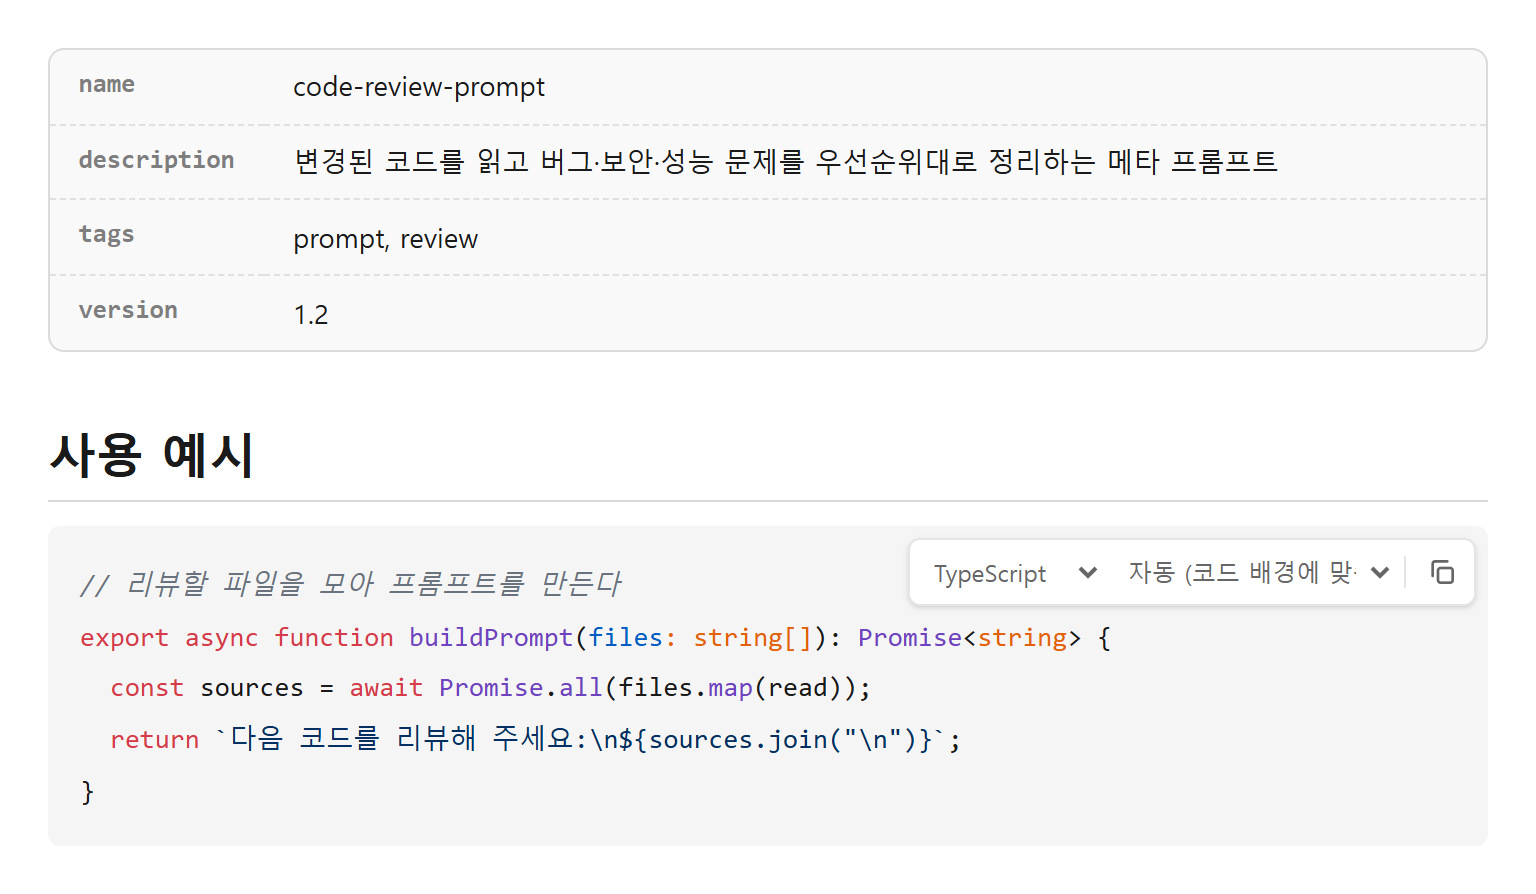 name code-review-prompt
description 변경된 코드를 읽고 버그·보안·성능 문제를 우선순위대로 정리하는 메타 프롬프트
tags prompt, review
version 1.2
사용 예시
TypeScript 자동 (코드 배경에 맞
// 리뷰할 파일을 모아 프롬프트를 만든다
export async function buildPrompt(files: string[]): Promise<string> {
  const sources = await Promise.all(files.map(read));
  return `다음 코드를 리뷰해 주세요:\n${sources.join("\n")}`;
}